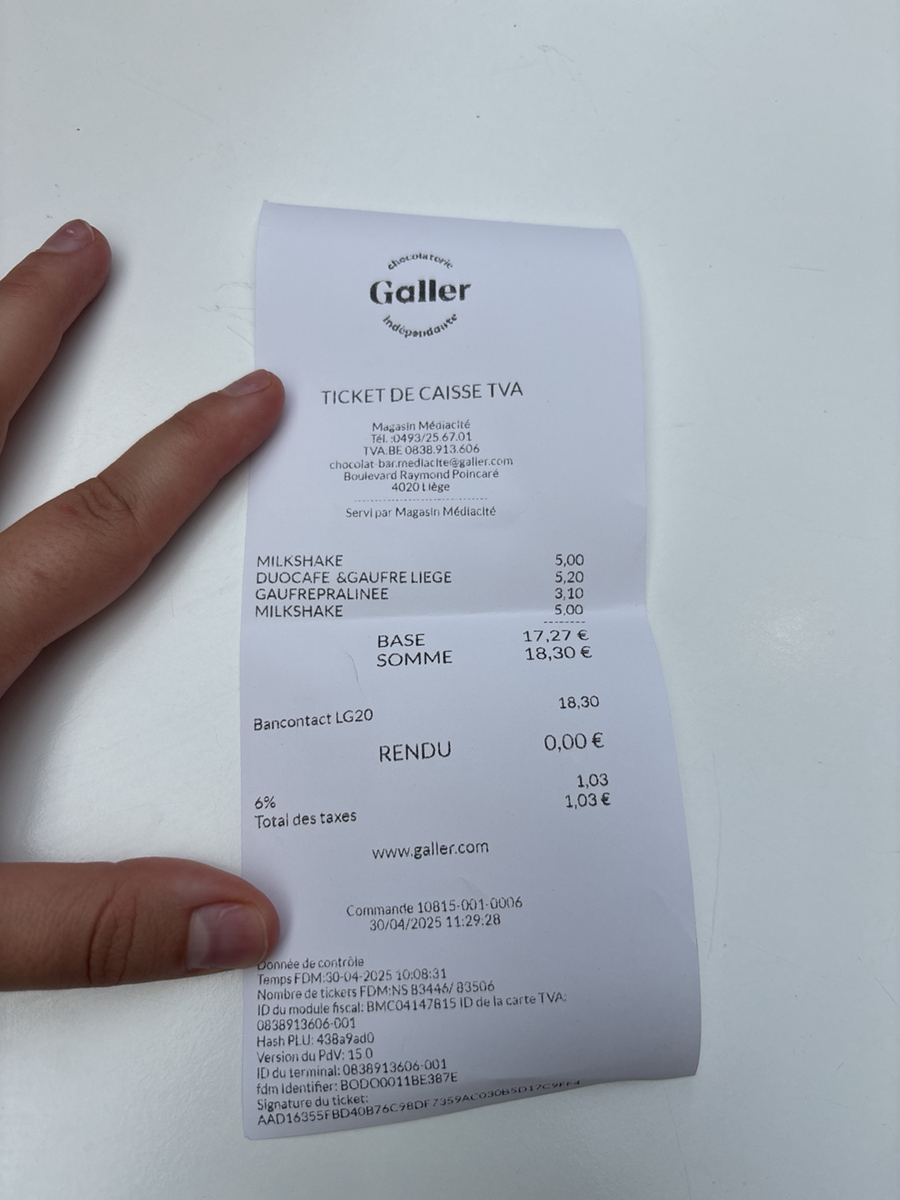 chocolaterie
Galler
indépendante
TICKET DE CAISSE TVA
Magasin Médiacité
Tél. :0493/25.67.01
TVA:BE 0838.913.606
chocolat-bar.mediacite@galler.com
Boulevard Raymond Poincaré
4020 Liège
Servi par Magasin Médiacité
MILKSHAKE 5,00
DUOCAFE &GAUFRE LIEGE 5,20
GAUFREPRALINEE 3,10
MILKSHAKE 5,00
BASE 17,27 €
SOMME 18,30 €
Bancontact LG20 18,30
RENDU 0,00 €
6% 1,03
Total des taxes 1,03 €
www.galler.com
Commande 10815-001-0006
30/04/2025 11:29:28
Donnée de contrôle
Temps FDM:30-04-2025 10:08:31
Nombre de tickets FDM:NS 83446/ 83506
ID du module fiscal: BMC04147815 ID de la carte TVA:
0838913606-001
Hash PLU: 438a9ad0
Version du PdV: 15.0
ID du terminal: 0838913606-001
fdm Identifier: BODO0011BE387E
Signature du ticket: